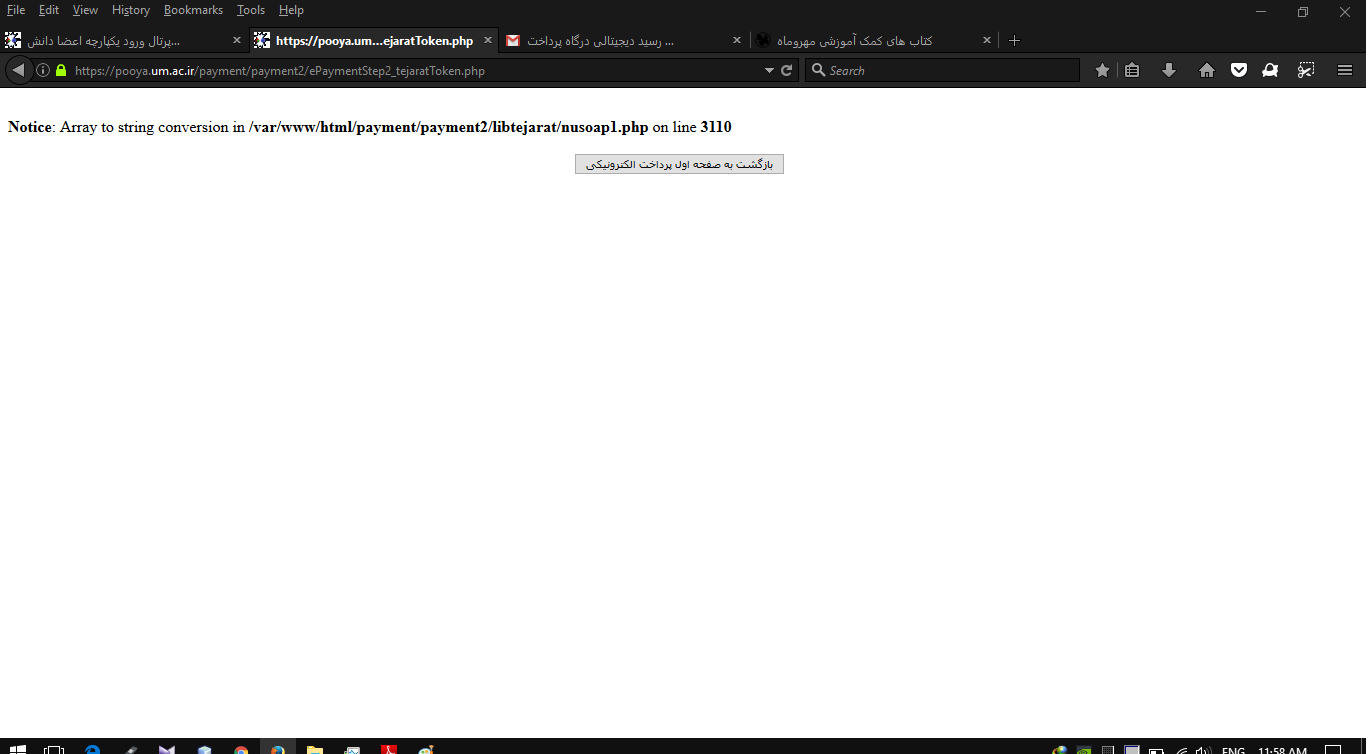 File Edit View History Bookmarks Tools Help
پرتال ورود یکپارچه اعضا دانش...
https://pooya.um...ejaratToken.php
رسید دیجیتالی درگاه پرداخت ...
کتاب های کمک آموزشی مهروماه
https://pooya.um.ac.ir/payment/payment2/ePaymentStep2_tejaratToken.php
Search
Notice: Array to string conversion in /var/www/html/payment/payment2/libtejarat/nusoap1.php on line 3110
بازگشت به صفحه اول پرداخت الکترونیکی
ENG 11:58 AM